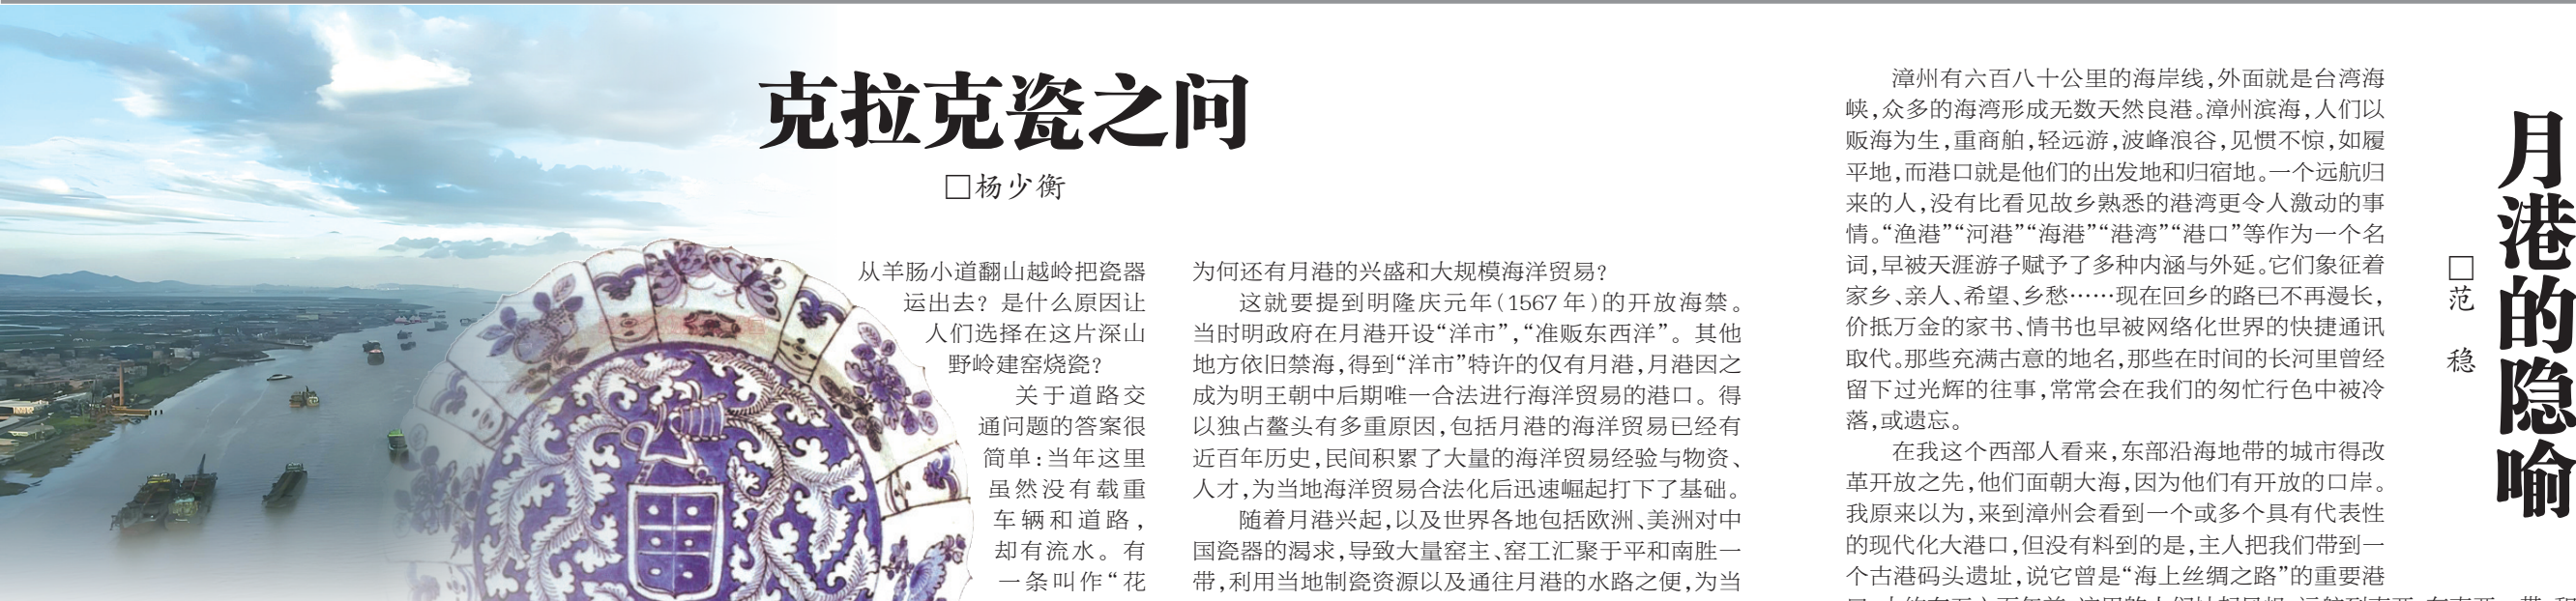 克拉克瓷之问
□杨少衡
从羊肠小道翻山越岭把瓷器
运出去？是什么原因让
人们选择在这片深山
野岭建窑烧瓷？
关于道路交
通问题的答案很
简单：当年这里
虽然没有载重
车辆和道路，
却有流水。有
一条叫作“花
为何还有月港的兴盛和大规模海洋贸易？
这就要提到明隆庆元年（1567年）的开放海禁。
当时明政府在月港开设“洋市”，“准贩东西洋”。其他
地方依旧禁海，得到“洋市”特许的仅有月港，月港因之
成为明王朝中后期唯一合法进行海洋贸易的港口。得
以独占鳌头有多重原因，包括月港的海洋贸易已经有
近百年历史，民间积累了大量的海洋贸易经验与物资、
人才，为当地海洋贸易合法化后迅速崛起打下了基础。
随着月港兴起，以及世界各地包括欧洲、美洲对中
国瓷器的渴求，导致大量窑主、窑工汇聚于平和南胜一
带，利用当地制瓷资源以及通往月港的水路之便，为当
月港的隐喻
□范 稳
漳州有六百八十公里的海岸线，外面就是台湾海
峡，众多的海湾形成无数天然良港。漳州滨海，人们以
贩海为生，重商舶，轻远游，波峰浪谷，见惯不惊，如履
平地，而港口就是他们的出发地和归宿地。一个远航归
来的人，没有比看见故乡熟悉的港湾更令人激动的事
情。“渔港”“河港”“海港”“港湾”“港口”等作为一个名
词，早被天涯游子赋予了多种内涵与外延。它们象征着
家乡、亲人、希望、乡愁……现在回乡的路已不再漫长，
价抵万金的家书、情书也早被网络化世界的快捷通讯
取代。那些充满古意的地名，那些在时间的长河里曾经
留下过光辉的往事，常常会在我们的匆忙行色中被冷
落，或遗忘。
在我这个西部人看来，东部沿海地带的城市得改
革开放之先，他们面朝大海，因为他们有开放的口岸。
我原来以为，来到漳州会看到一个或多个具有代表性
的现代化大港口，但没有料到的是，主人把我们带到一
个古港码头遗址，说它曾是“海上丝绸之路”的重要港